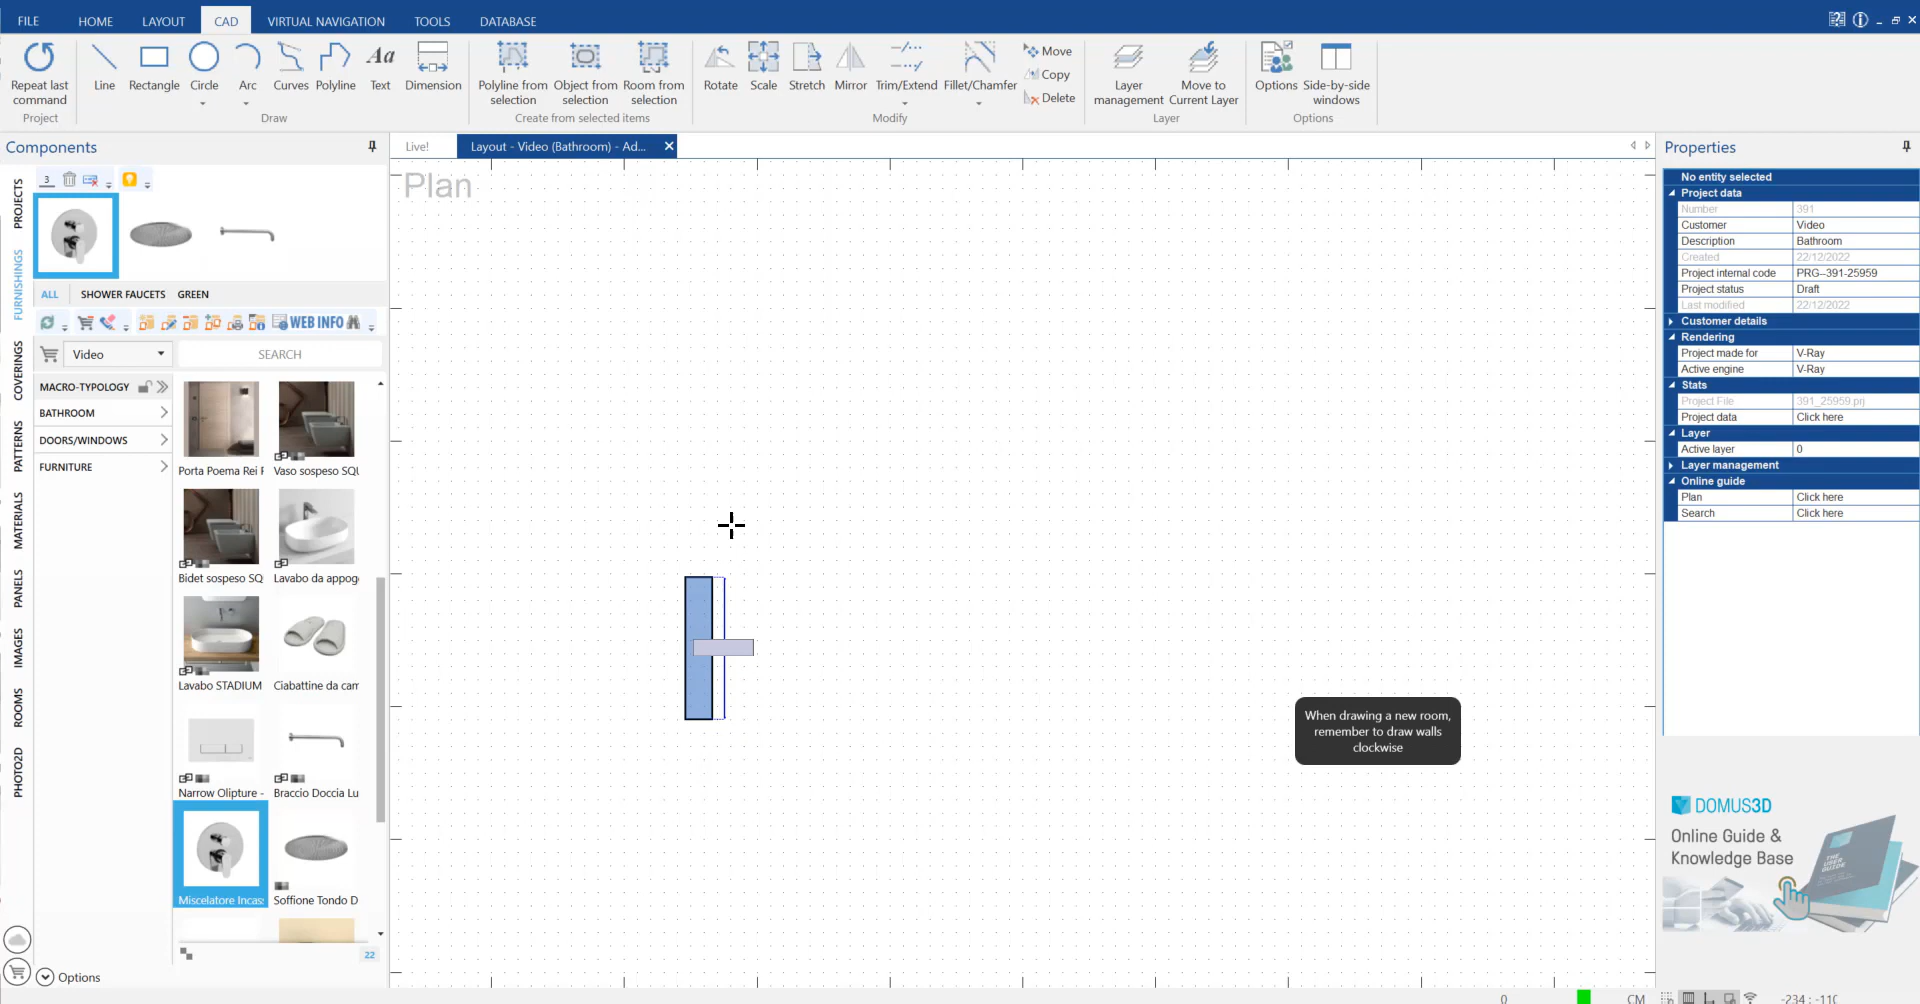 FILE
HOME
LAYOUT
CAD
VIRTUAL NAVIGATION
TOOLS
DATABASE
Repeat last
command
Line
Rectangle
Circle
Arc
Curves
Polyline
Aa
Text
Dimension
Polyline from
selection
Object from
selection
Room from
selection
Rotate
Scale
Stretch
Mirror
Trim/Extend
Fillet/Chamfer
Move
Copy
Delete
Layer
management
Move to
Current Layer
Options
Side-by-side
windows
Project
Draw
Create from selected items
Modify
Layer
Options
Components
PROJECTS
FURNISHINGS
COVERINGS
PATTERNS
MATERIALS
PANELS
IMAGES
ROOMS
PHOTO2D
3
ALL
SHOWER FAUCETS
GREEN
WEB INFO
Video
SEARCH
MACRO-TYPOLOGY
BATHROOM
DOORS/WINDOWS
FURNITURE
Porta Poema Rei
Vaso sospeso SQU
Bidet sospeso SQ
Lavabo da appog
Lavabo STADIUM
Ciabattine da cam
Narrow Olipture -
Braccio Doccia Lu
Miscelatore Incas
Soffione Tondo D
22
Options
Live!
Layout - Video (Bathroom) - Ad...
Plan
When drawing a new room,
remember to draw walls
clockwise
Properties
No entity selected
Project data
Number 391
Customer Video
Description Bathroom
Created 22/12/2022
Project internal code PRG--391-25959
Project status Draft
Last modified 22/12/2022
Customer details
Rendering
Project made for V-Ray
Active engine V-Ray
Stats
Project File 391_25959.prj
Project data Click here
Layer
Active layer 0
Layer management
Online guide
Plan Click here
Search Click here
DOMUS3D
Online Guide &
Knowledge Base
THE
USER
GUIDE
0
CM
-234 : -110